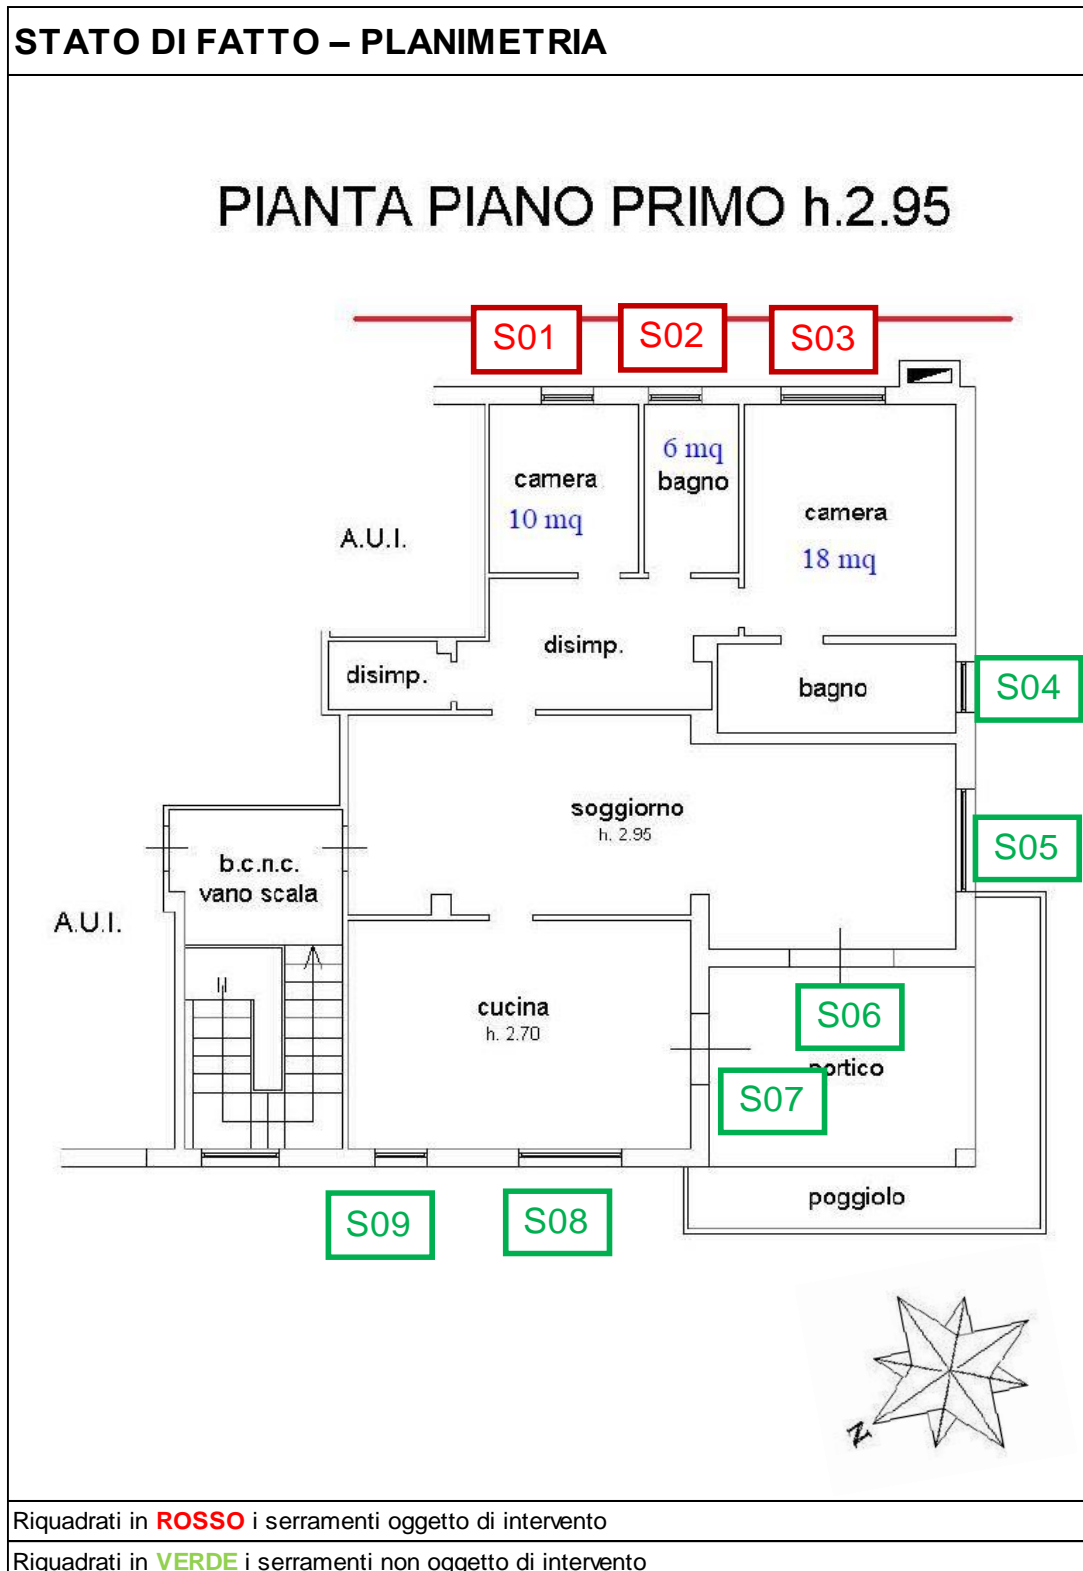 STATO DI FATTO – PLANIMETRIA
PIANTA PIANO PRIMO h.2.95
S01
S02
S03
camera
10 mq
6 mq
bagno
camera
18 mq
A.U.I.
disimp.
disimp.
bagno
S04
soggiorno
h. 2.95
S05
b.c.n.c.
vano scala
A.U.I.
cucina
h. 2.70
S06
portico
S07
poggiolo
S09
S08
N
Riquadrati in ROSSO i serramenti oggetto di intervento
Riquadrati in VERDE i serramenti non oggetto di intervento